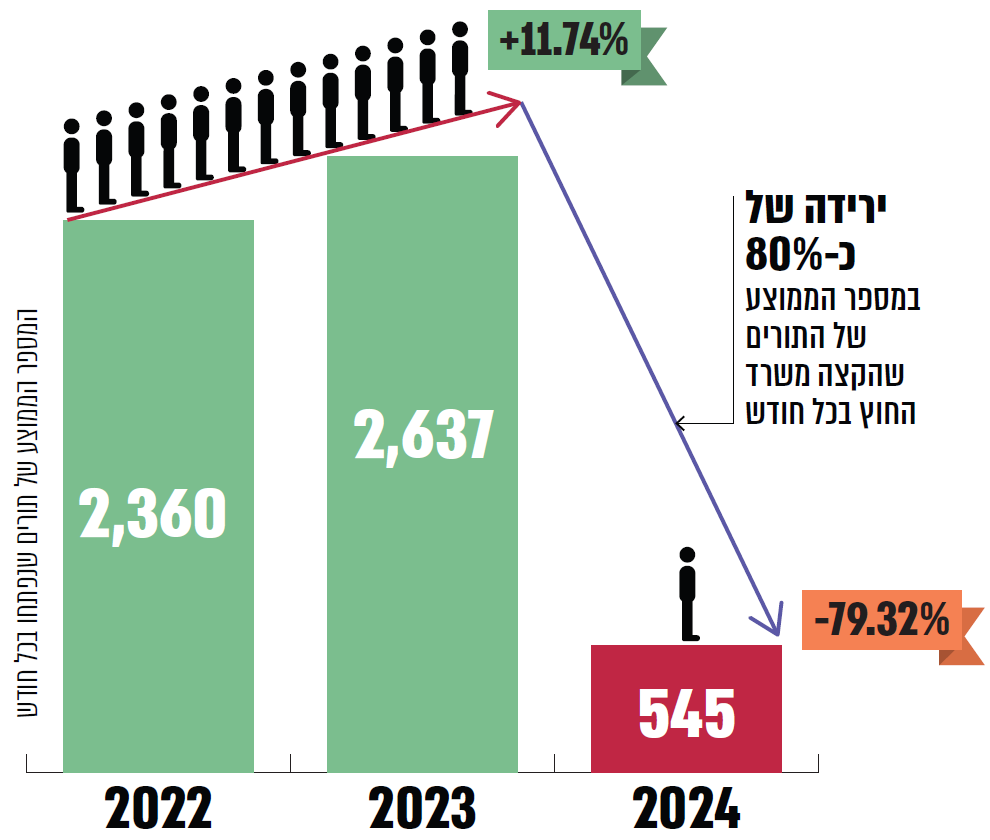 +11.74%
ירידה של
כ-80%
במספר הממוצע
של התורים
שהקצה משרד
החוץ בכל חודש
המספר הממוצע של תורים שנפתחו בכל חודש
2,360
2,637
545
-79.32%
2022
2023
2024